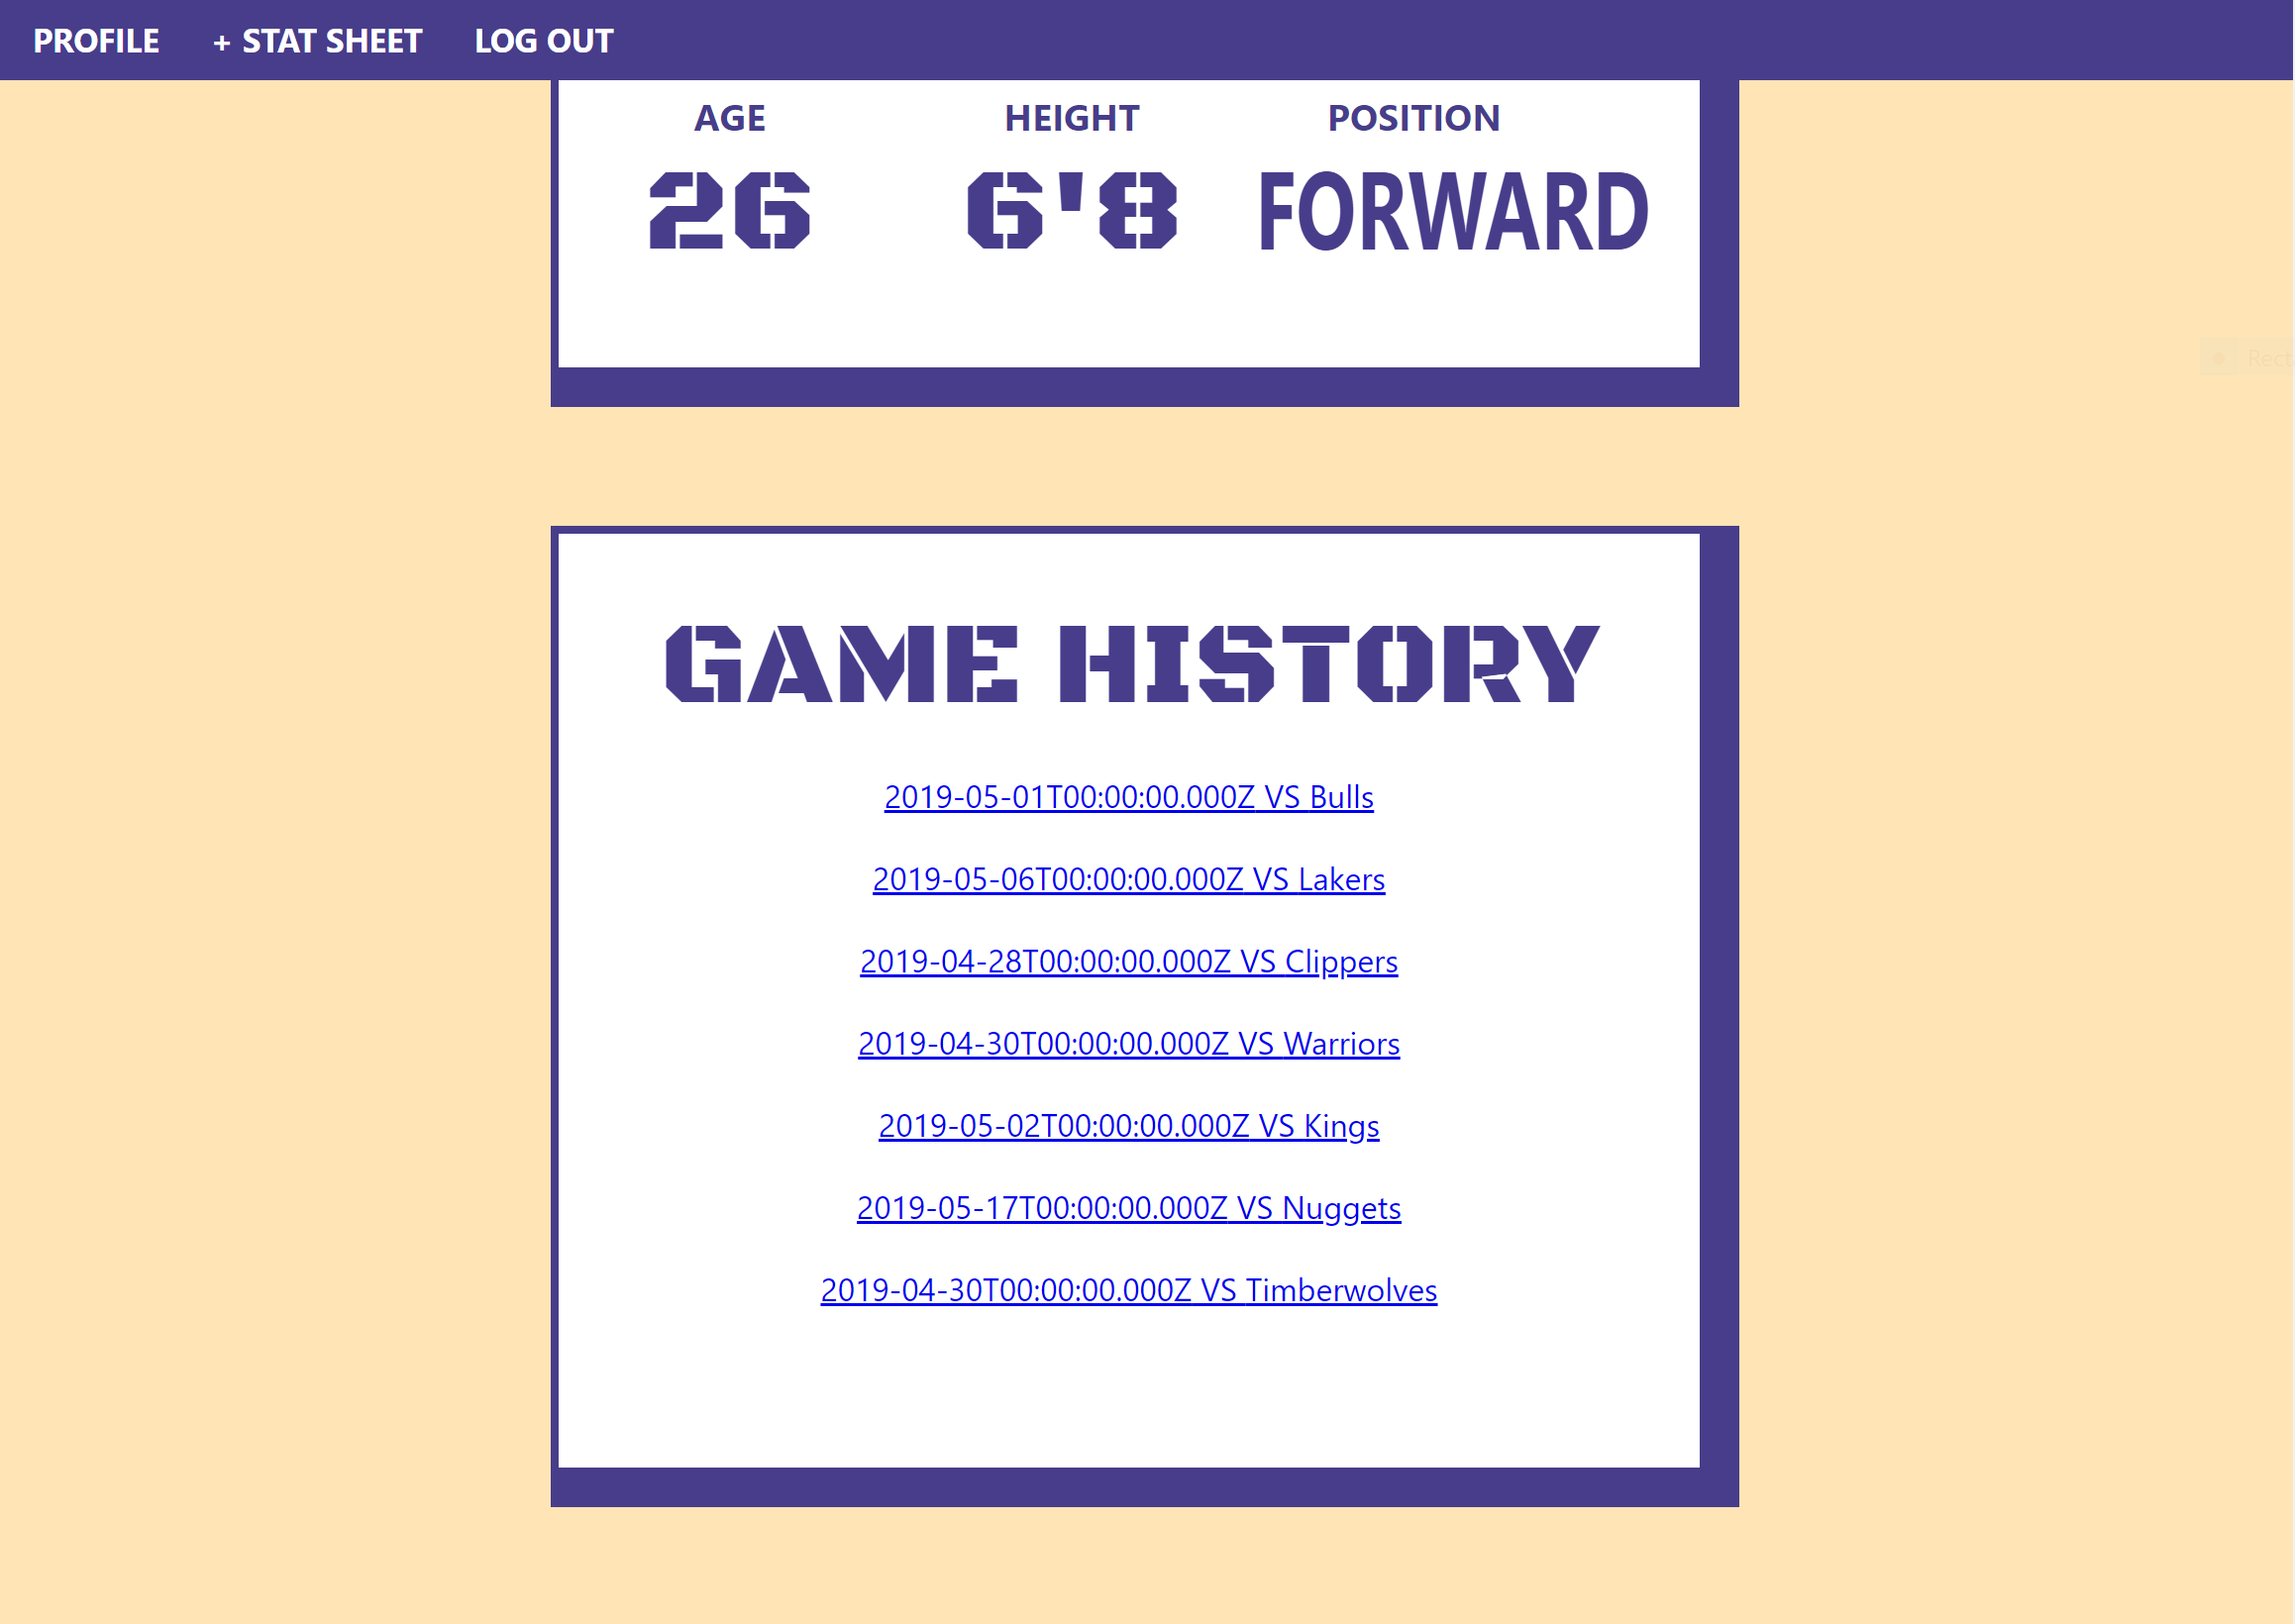 PROFILE + STAT SHEET LOG OUT
AGE HEIGHT POSITION
26 6'8 FORWARD
GAME HISTORY
2019-05-01T00:00:00.000Z VS Bulls
2019-05-06T00:00:00.000Z VS Lakers
2019-04-28T00:00:00.000Z VS Clippers
2019-04-30T00:00:00.000Z VS Warriors
2019-05-02T00:00:00.000Z VS Kings
2019-05-17T00:00:00.000Z VS Nuggets
2019-04-30T00:00:00.000Z VS Timberwolves